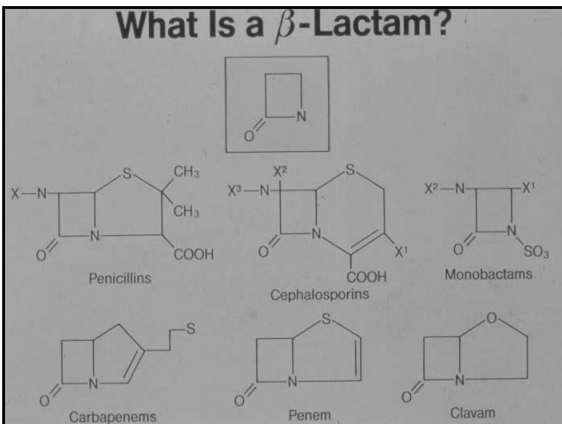 What Is a β-Lactam?
O
N
X—N
S
CH₃
CH₃
O
N
COOH
Penicillins
X³—N
X²
S
O
N
X¹
COOH
Cephalosporins
X²—N
X¹
O
N
SO₃
Monobactams
S
O
N
Carbapenems
S
O
N
Penem
O
O
N
Clavam